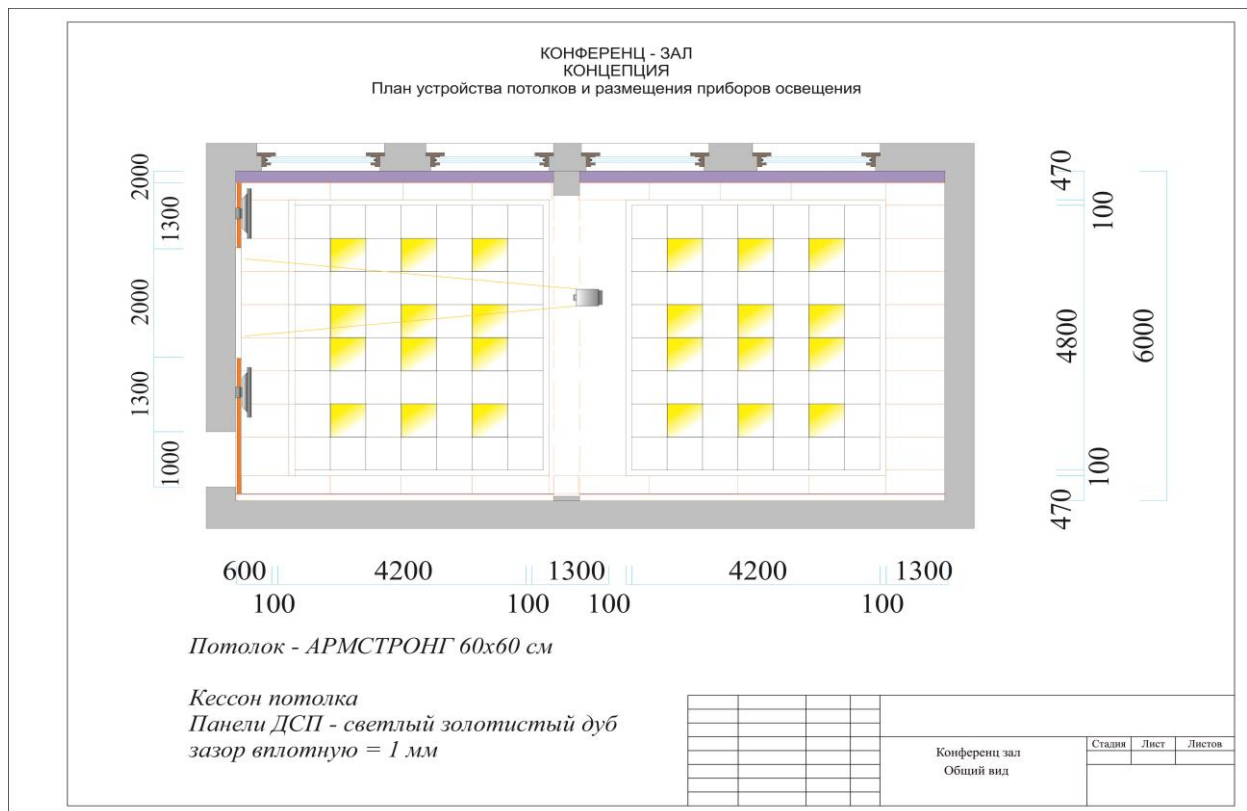 КОНФЕРЕНЦ - ЗАЛ
КОНЦЕПЦИЯ
План устройства потолков и размещения приборов освещения
2000
1300
2000
1300
1000
470
100
4800
6000
100
470
600
4200
1300
4200
1300
100
100
100
100
Потолок - АРМСТРОНГ 60х60 см
Кессон потолка
Панели ДСП - светлый золотистый дуб
зазор вплотную = 1 мм
Конференц зал
Общий вид
Стадия
Лист
Листов